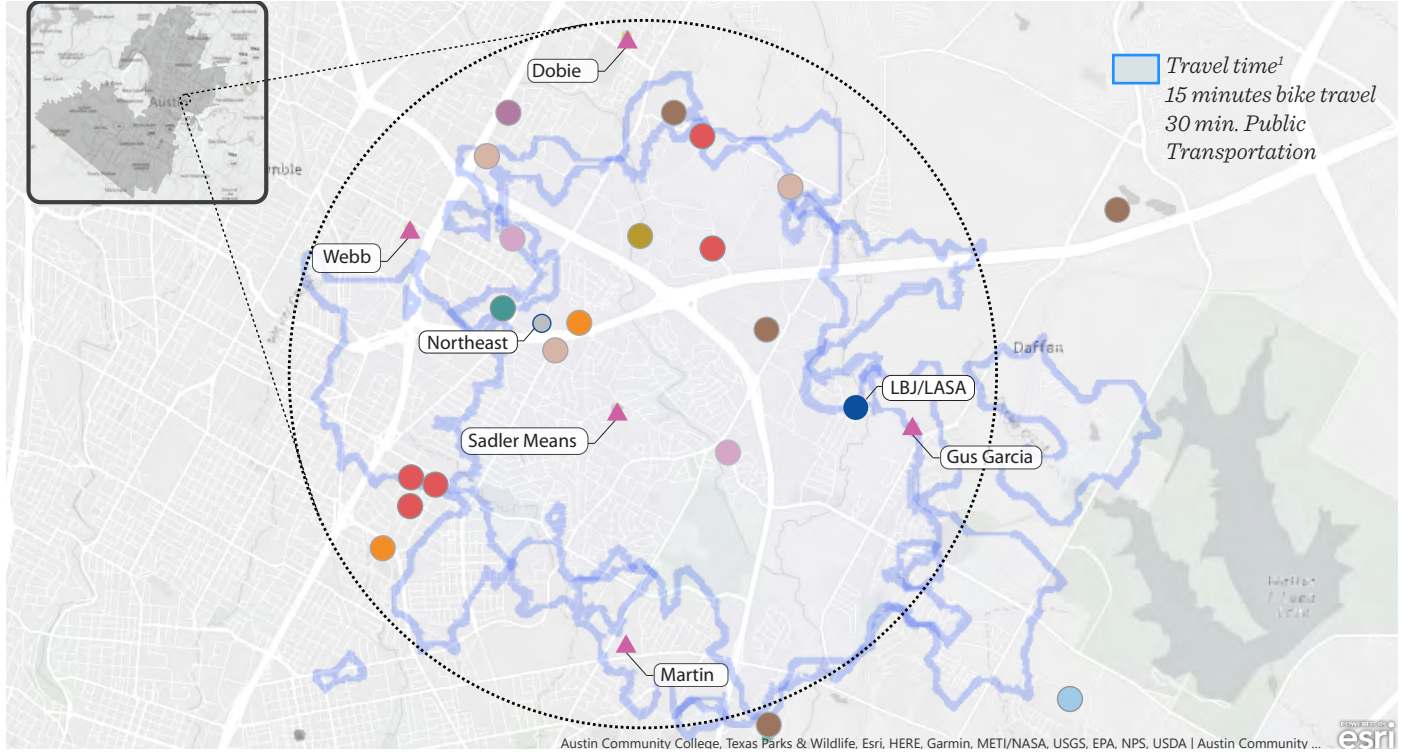 Dobie
Travel time¹
15 minutes bike travel
30 min. Public
Transportation
Webb
Northeast
Daffan
LBJ/LASA
Sadler Means
Gus Garcia
Martin
Austin Community College, Texas Parks & Wildlife, Esri, HERE, Garmin, METI/NASA, USGS, EPA, NPS, USDA | Austin Community ...
POWERED BY
esri